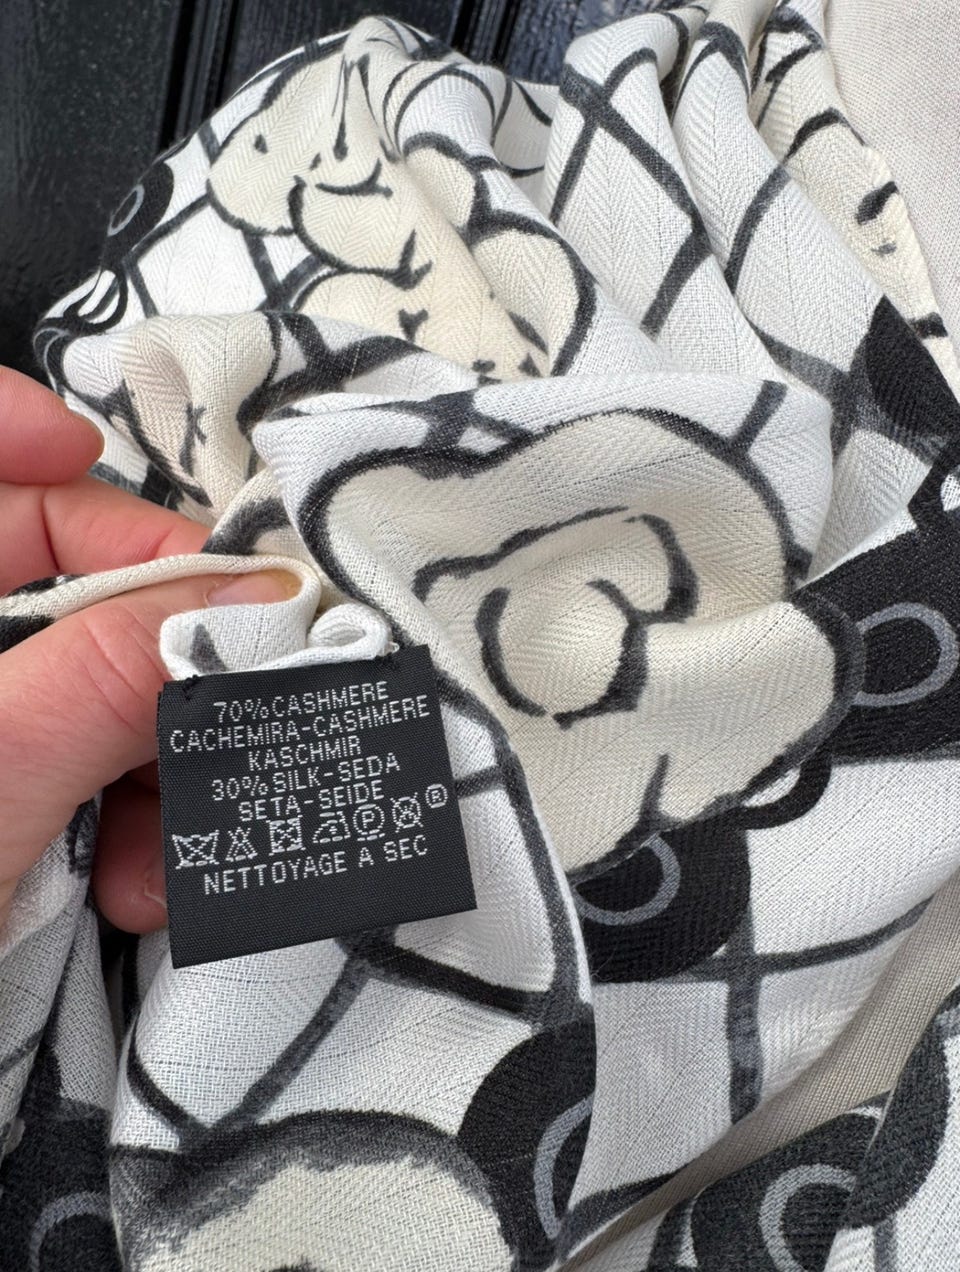 70% CASHMERE
CACHEMIRA-CASHMERE
KASCHMIR
30% SILK-SEDA
SETA-SEIDE
P ®
NETTOYAGE A SEC